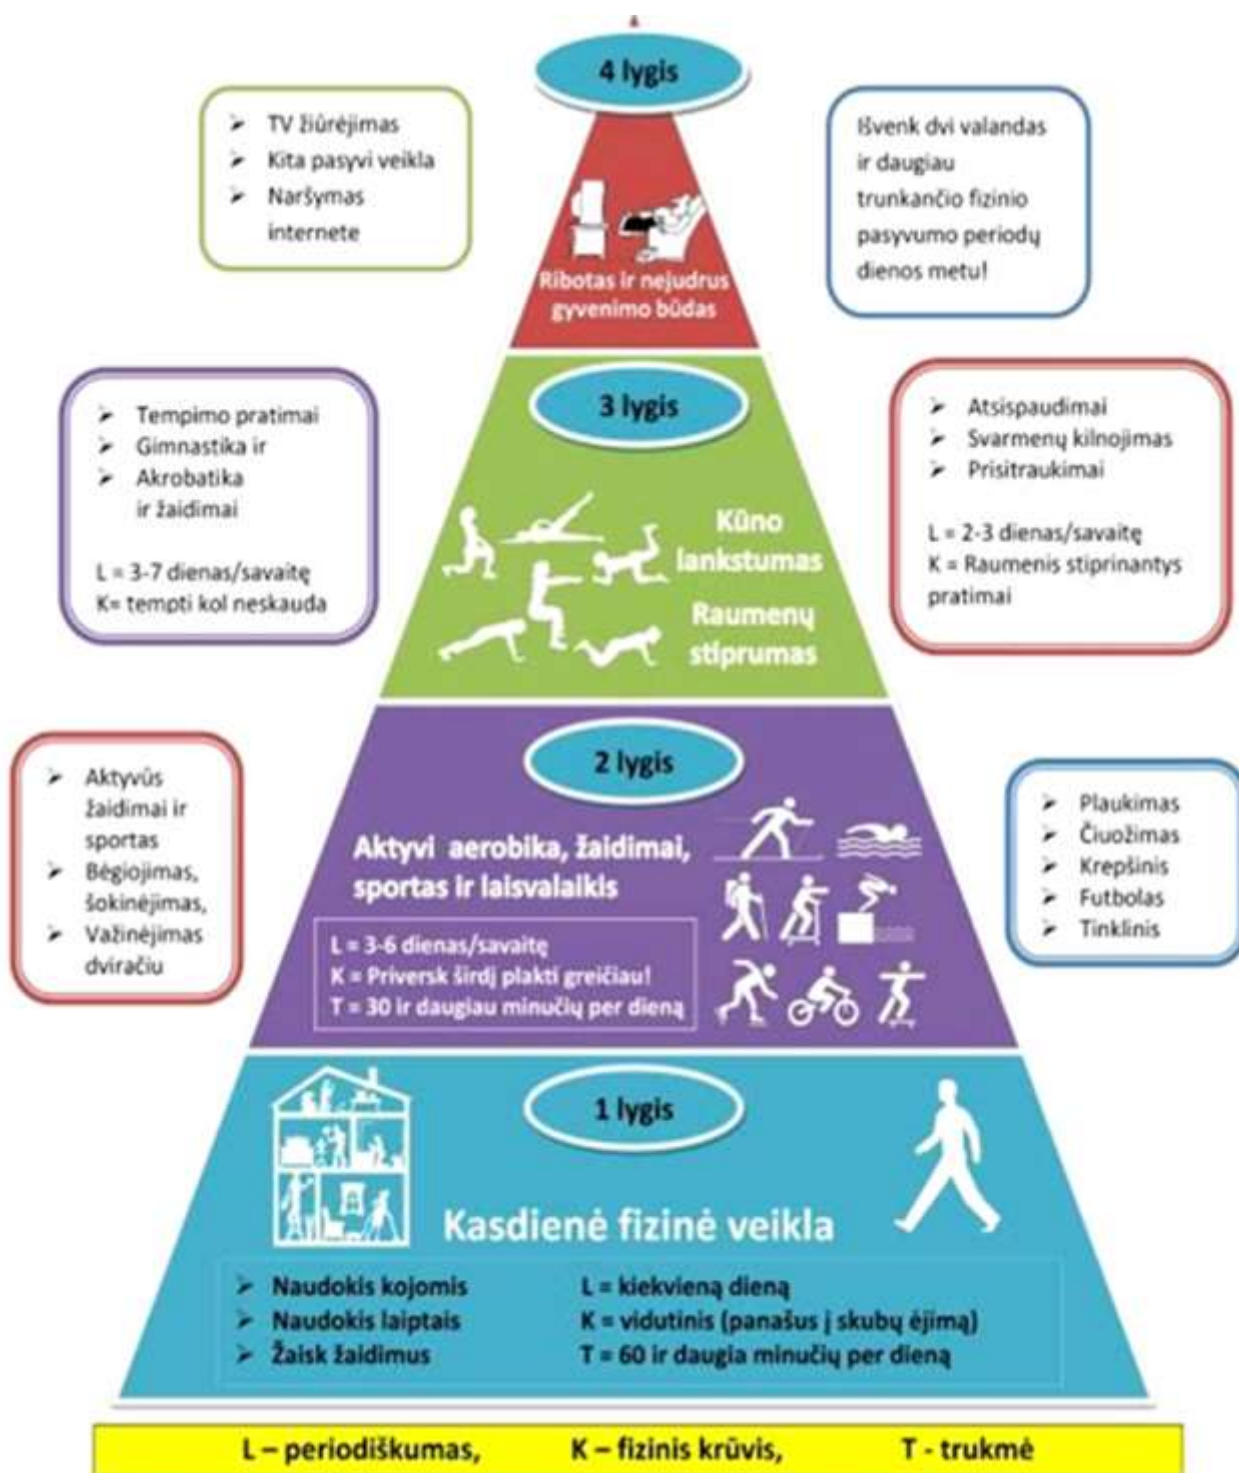 4 lygis
TV žiūrėjimas
Kita pasyvi veikla
Naršymas
internete
Išvenk dvi valandas
ir daugiau
trunkančio fizinio
pasyvumo periodų
dienos metu!
Ribotas ir nejudrus
gyvenimo būdas
3 lygis
Tempimo pratimai
Gimnastika ir
Akrobatika
ir žaidimai
L = 3-7 dienas/savaitę
K= tempti kol neskauda
Kūno
lankstumas
Raumenų
stiprumas
Atsispaudimai
Svarmenų kilnojimas
Prisitraukimai
L = 2-3 dienas/savaitę
K = Raumenis stiprinantys
pratimai
2 lygis
Aktyvūs
žaidimai ir
sportas
Bėgiojimas,
šokinėjimas,
Važinėjimas
dviračiu
Aktyvi aerobika, žaidimai,
sportas ir laisvalaikis
L = 3-6 dienas/savaitę
K = Priversk širdį plakti greičiau!
T = 30 ir daugiau minučių per dieną
Plaukimas
Čiuožimas
Krepšinis
Futbolas
Tinklinis
1 lygis
Kasdienė fizinė veikla
Naudokis kojomis
Naudokis laiptais
Žaisk žaidimus
L = kiekvieną dieną
K = vidutinis (panašus į skubų ėjimą)
T = 60 ir daugia minučių per dieną
L – periodiškumas, K – fizinis krūvis, T - trukmė